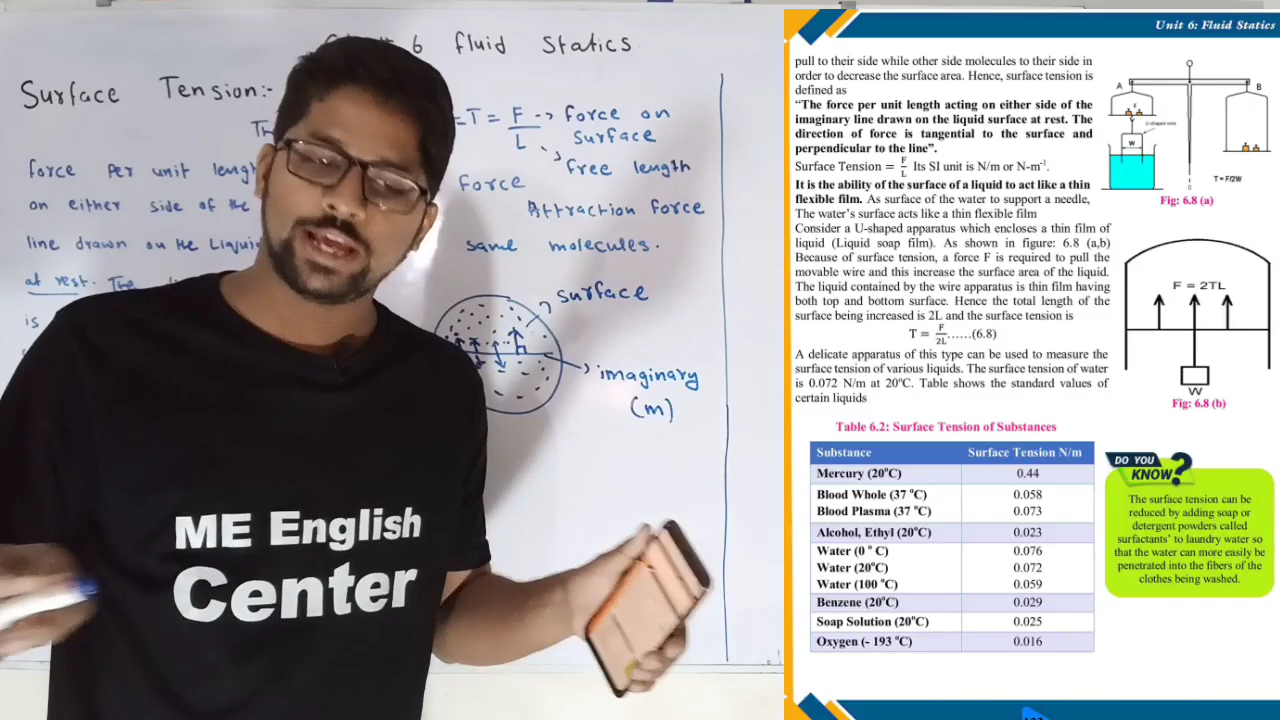 6 fluid statics
Surface Tension:-
T = F/L --> force on surface
free length
force per unit leng
force
on either side of the
Attraction force
line drawn on the Liquid
same molecules.
at rest. The
is
surface
imaginary
(m)
ME English
Center
Unit 6: Fluid Statics
pull to their side while other side molecules to their side in
order to decrease the surface area. Hence, surface tension is
defined as
“The force per unit length acting on either side of the
imaginary line drawn on the liquid surface at rest. The
direction of force is tangential to the surface and
perpendicular to the line”.
Surface Tension = F/L Its SI unit is N/m or N-m⁻¹.
It is the ability of the surface of a liquid to act like a thin
flexible film. As surface of the water to support a needle,
The water's surface acts like a thin flexible film
Consider a U-shaped apparatus which encloses a thin film of
liquid (Liquid soap film). As shown in figure: 6.8 (a,b)
Because of surface tension, a force F is required to pull the
movable wire and this increase the surface area of the liquid.
The liquid contained by the wire apparatus is thin film having
both top and bottom surface. Hence the total length of the
surface being increased is 2L and the surface tension is
T = F/2L……(6.8)
A delicate apparatus of this type can be used to measure the
surface tension of various liquids. The surface tension of water
is 0.072 N/m at 20°C. Table shows the standard values of
certain liquids
A
B
F
U-shaped wire
W
T = F/2W
Fig: 6.8 (a)
F = 2TL
W
Fig: 6.8 (b)
Table 6.2: Surface Tension of Substances
Substance Surface Tension N/m
Mercury (20°C) 0.44
Blood Whole (37 °C) 0.058
Blood Plasma (37 °C) 0.073
Alcohol, Ethyl (20°C) 0.023
Water (0 ° C) 0.076
Water (20°C) 0.072
Water (100 °C) 0.059
Benzene (20°C) 0.029
Soap Solution (20°C) 0.025
Oxygen (- 193 °C) 0.016
DO YOU
KNOW?
The surface tension can be
reduced by adding soap or
detergent powders called
surfactants' to laundry water so
that the water can more easily be
penetrated into the fibers of the
clothes being washed.